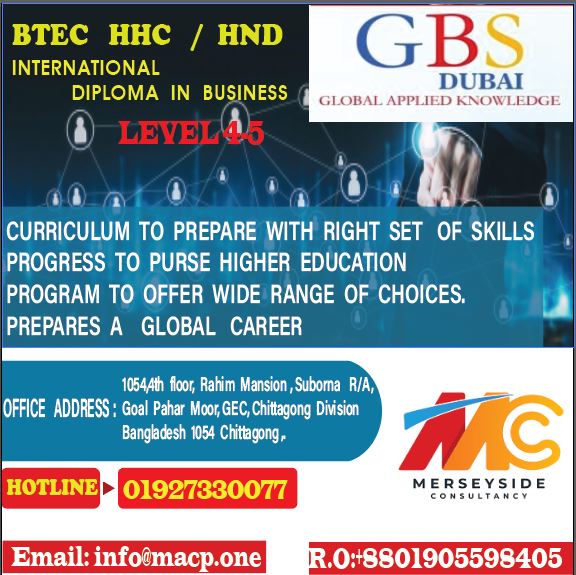 BTEC HHC / HND
INTERNATIONAL
DIPLOMA IN BUSINESS
LEVEL 4-5
GBS
DUBAI
GLOBAL APPLIED KNOWLEDGE
CURRICULUM TO PREPARE WITH RIGHT SET OF SKILLS
PROGRESS TO PURSE HIGHER EDUCATION
PROGRAM TO OFFER WIDE RANGE OF CHOICES.
PREPARES A GLOBAL CAREER
OFFICE ADDRESS :
1054,4th floor, Rahim Mansion ,Suborna R/A,
Goal Pahar Moor,GEC,Chittagong Division
Bangladesh 1054 Chittagong,.
MC
MERSEYSIDE
CONSULTANCY
HOTLINE 01927330077
Email: info@macp.one
R.O:+8801905598405